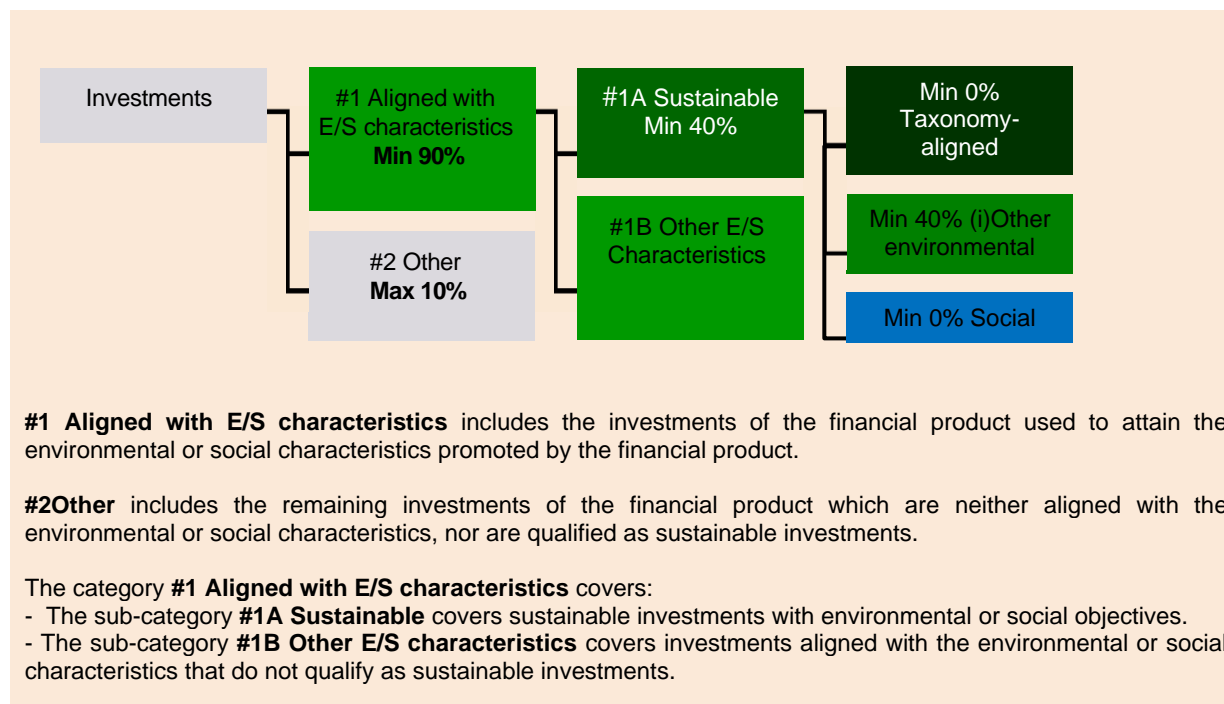 Investments
#1 Aligned with
E/S characteristics
Min 90%
#2 Other
Max 10%
#1A Sustainable
Min 40%
#1B Other E/S
Characteristics
Min 0%
Taxonomy-
aligned
Min 40% (i)Other
environmental
Min 0% Social
#1 Aligned with E/S characteristics includes the investments of the financial product used to attain the
environmental or social characteristics promoted by the financial product.
#2Other includes the remaining investments of the financial product which are neither aligned with the
environmental or social characteristics, nor are qualified as sustainable investments.
The category #1 Aligned with E/S characteristics covers:
- The sub-category #1A Sustainable covers sustainable investments with environmental or social objectives.
- The sub-category #1B Other E/S characteristics covers investments aligned with the environmental or social
characteristics that do not qualify as sustainable investments.